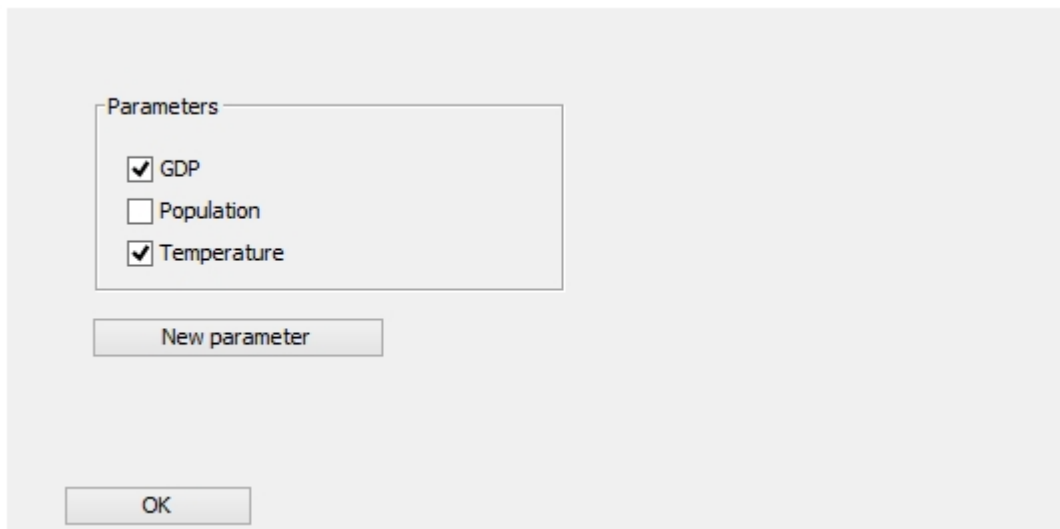 Parameters
GDP
Population
Temperature
New parameter
OK